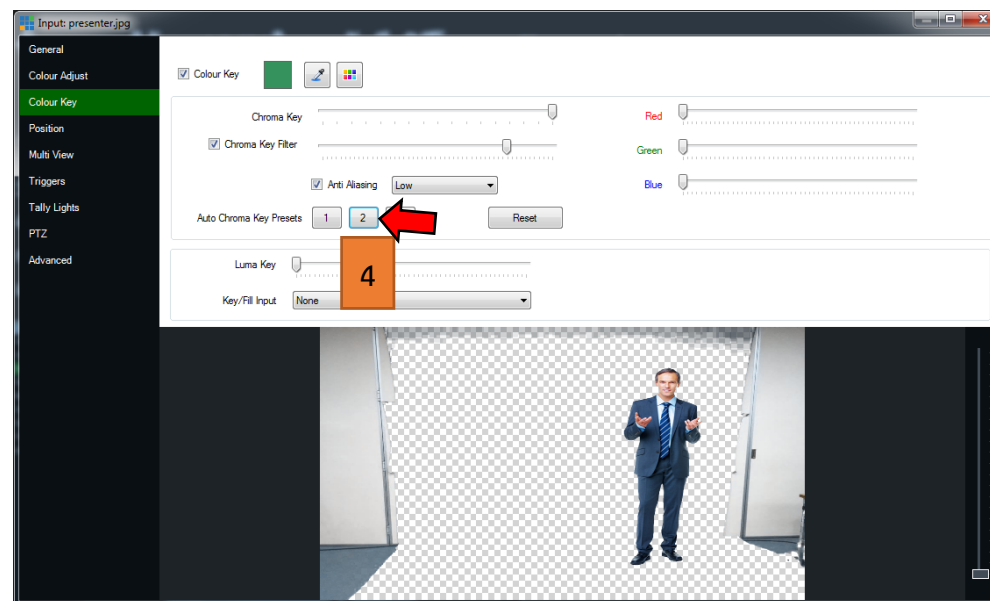 Input: presenter.jpg
General
Colour Adjust
Colour Key
Position
Multi View
Triggers
Tally Lights
PTZ
Advanced
Colour Key
Chroma Key
Red
Chroma Key Filter
Green
Anti Aliasing Low
Blue
Auto Chroma Key Presets 1 2 Reset
4
Luma Key
Key/Fill Input None